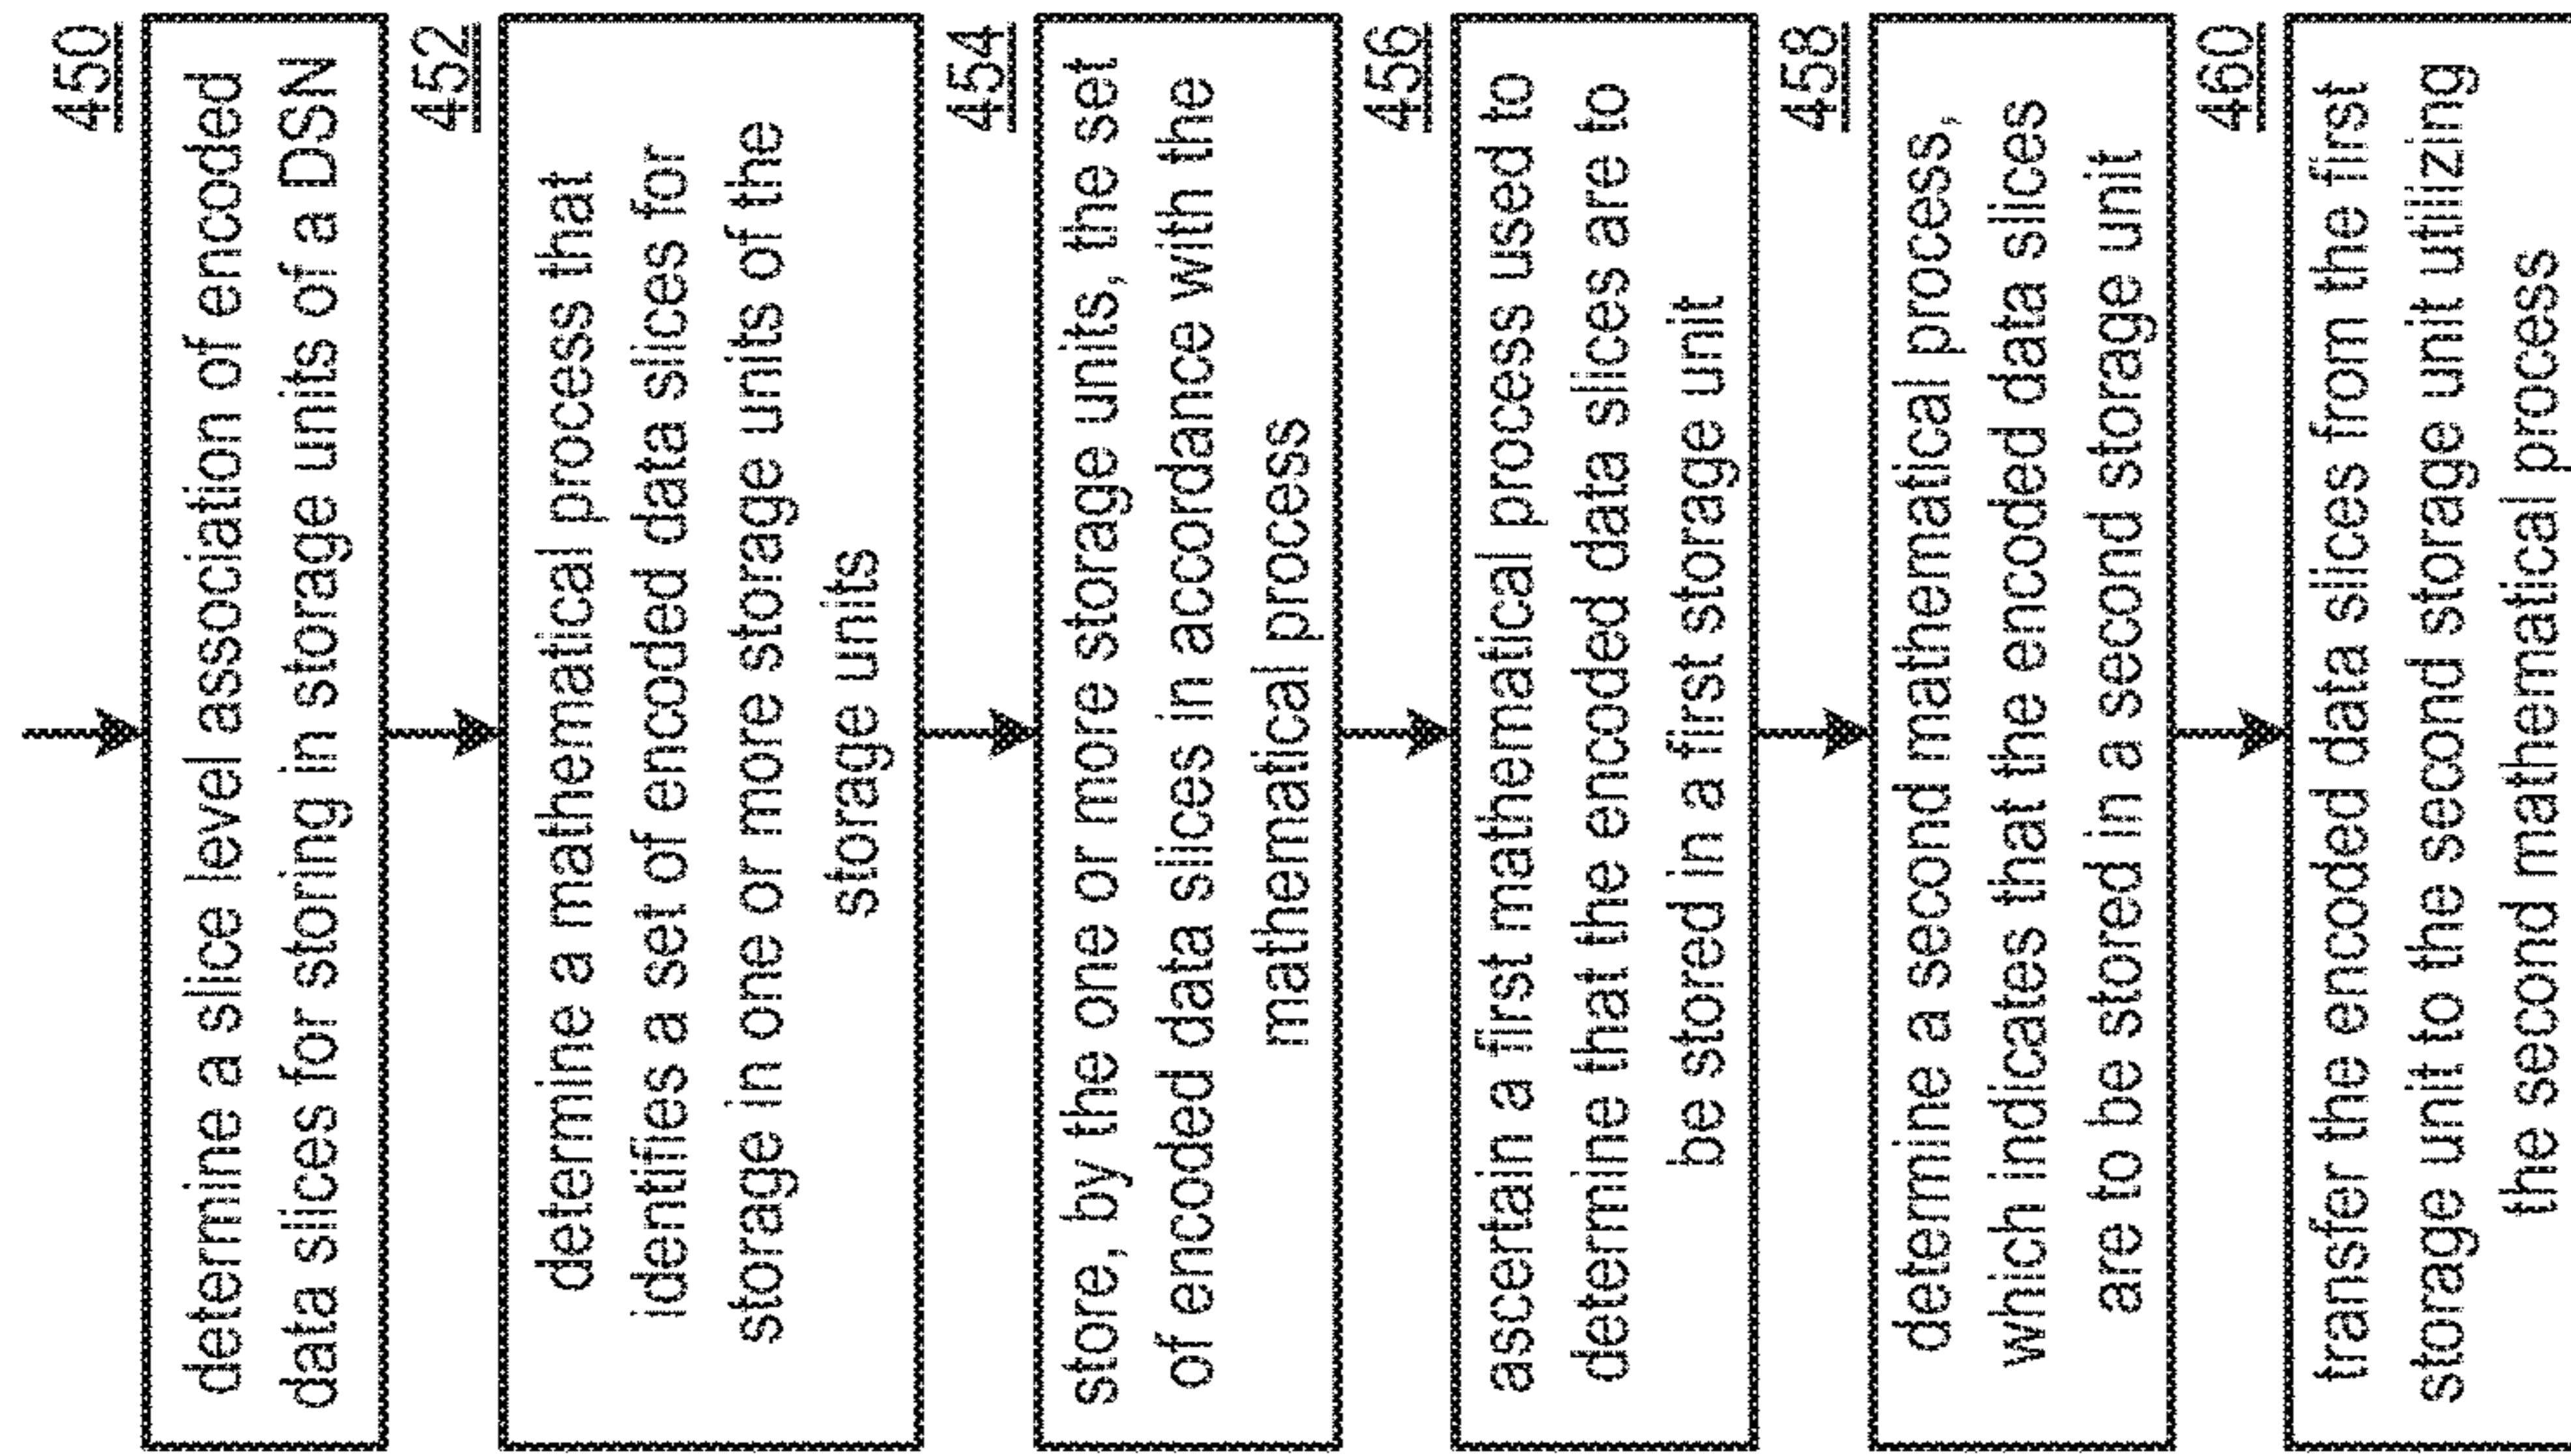 450
determine a slice level association of encoded
data slices for storing in storage units of a DSN
452
determine a mathematical process that
identifies a set of encoded data slices for
storage in one or more storage units of the
storage units
454
store, by the one or more storage units, the set
of encoded data slices in accordance with the
mathematical process
456
ascertain a first mathematical process used to
determine that the encoded data slices are to
be stored in a first storage unit
458
determine a second mathematical process,
which indicates that the encoded data slices
are to be stored in a second storage unit
460
transfer the encoded data slices from the first
storage unit to the second storage unit utilizing
the second mathematical process